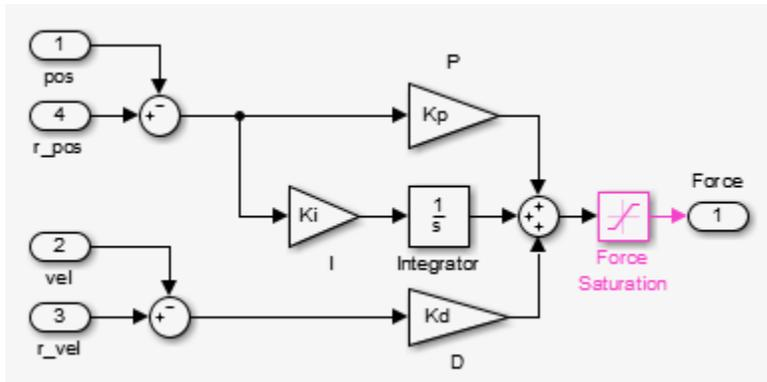 1
pos
4
r_pos
−
+
P
Kp
Ki
I
1
s
Integrator
+
+
+
Force
Saturation
Force
1
2
vel
3
r_vel
−
+
Kd
D